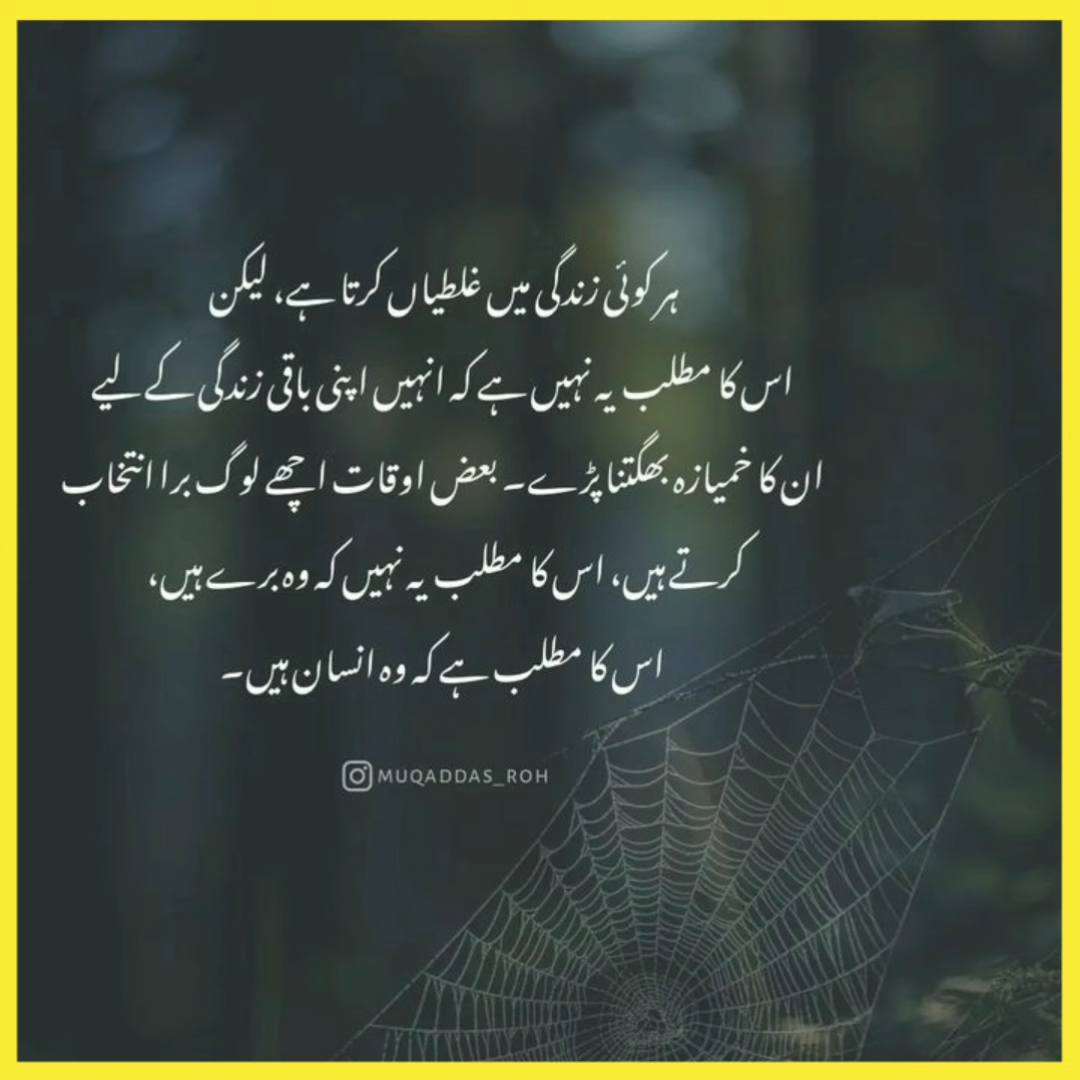 ہر کوئی زندگی میں غلطیاں کرتا ہے، لیکن
اس کا مطلب یہ نہیں ہے کہ انہیں اپنی باقی زندگی کے لیے
ان کا خمیازہ بھگتنا پڑے۔ بعض اوقات اچھے لوگ برا انتخاب
کرتے ہیں، اس کا مطلب یہ نہیں کہ وہ برے ہیں،
اس کا مطلب ہے کہ وہ انسان ہیں۔
MUQADDAS_ROH